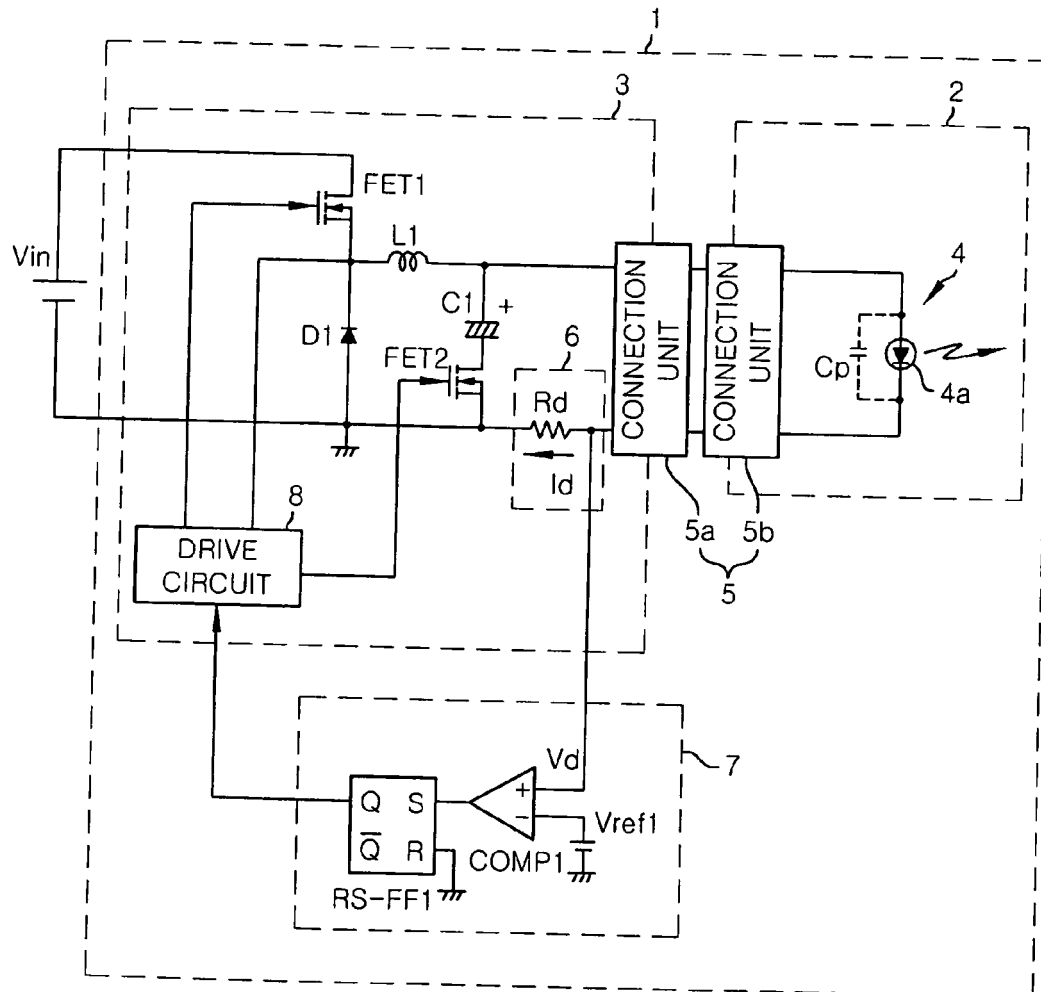 1
3
2
FET1
Vin
L1
4
C1 +
D1
6
FET2
Rd
CONNECTION UNIT
CONNECTION UNIT
Cp
4a
Id
8
5a 5b
5
DRIVE
CIRCUIT
Vd
7
Q S
+
−
Vref1
Q̅ R
COMP1
RS-FF1